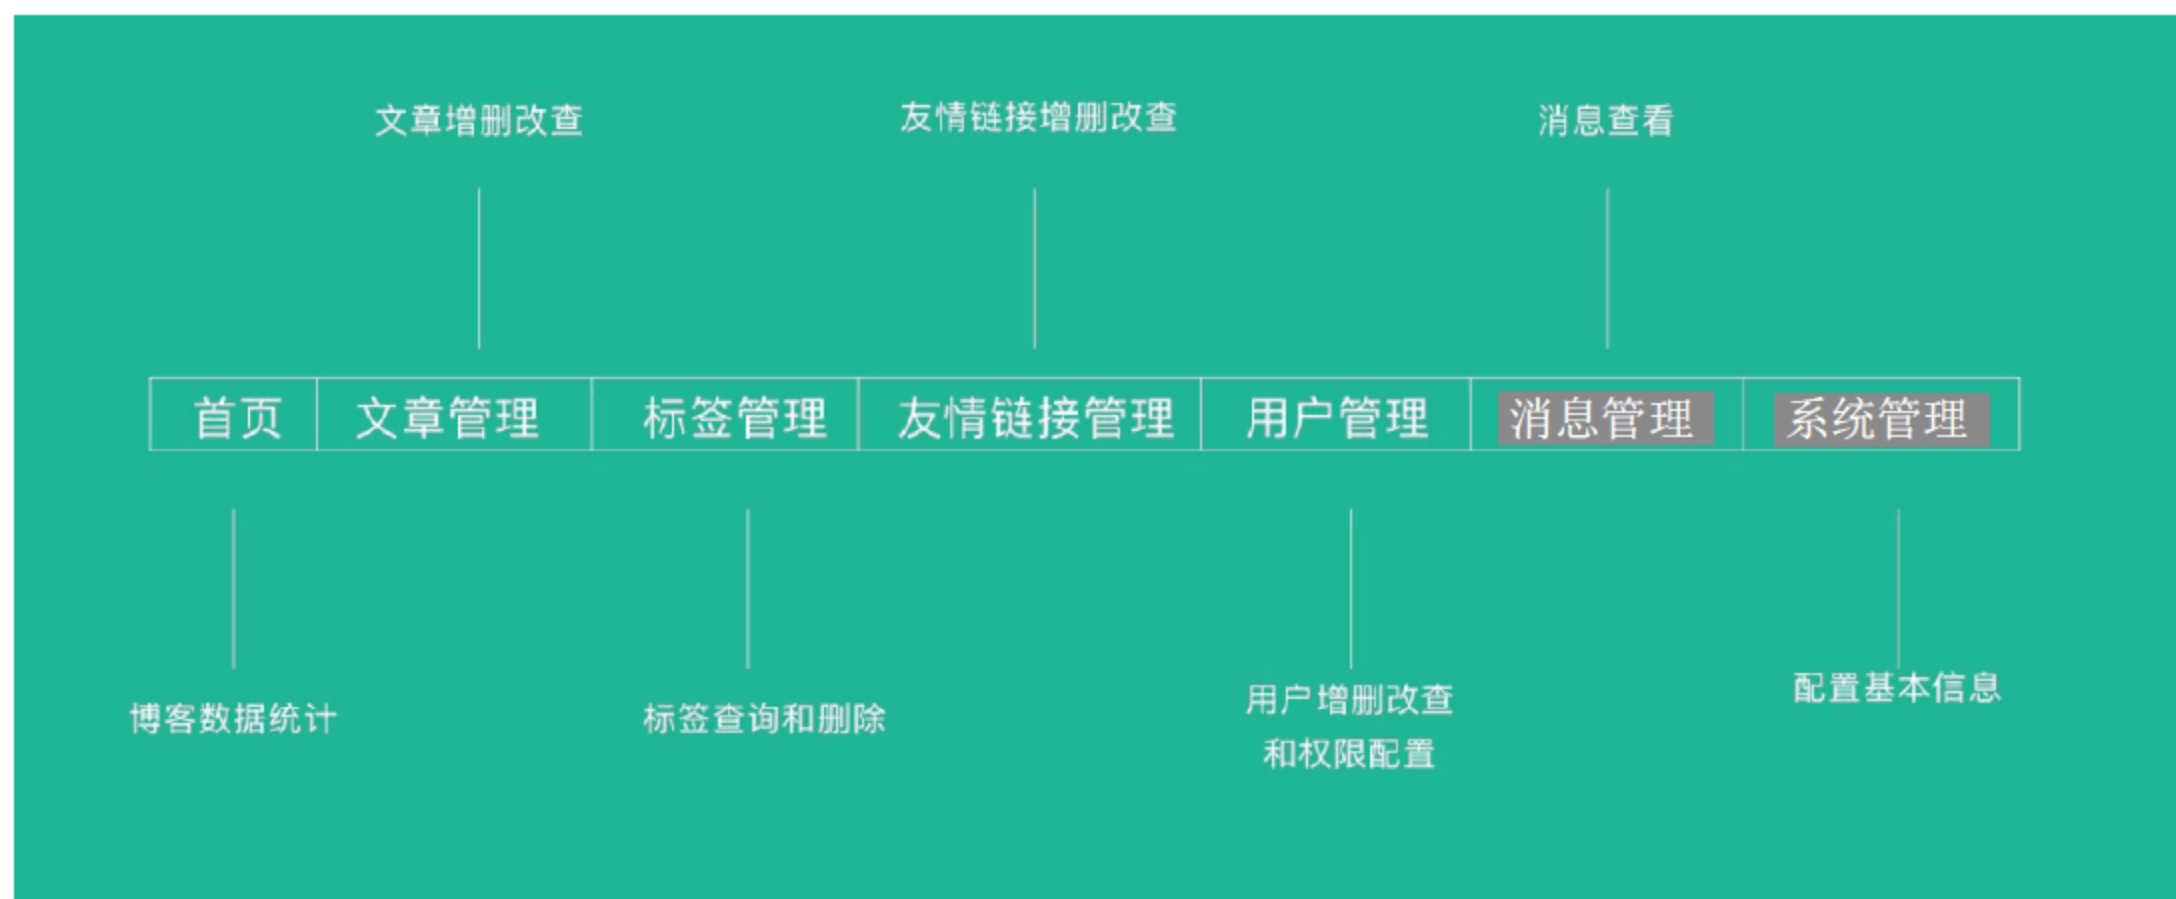 文章增删改查
友情链接增删改查
消息查看
首页
文章管理
标签管理
友情链接管理
用户管理
消息管理
系统管理
博客数据统计
标签查询和删除
用户增删改查
和权限配置
配置基本信息